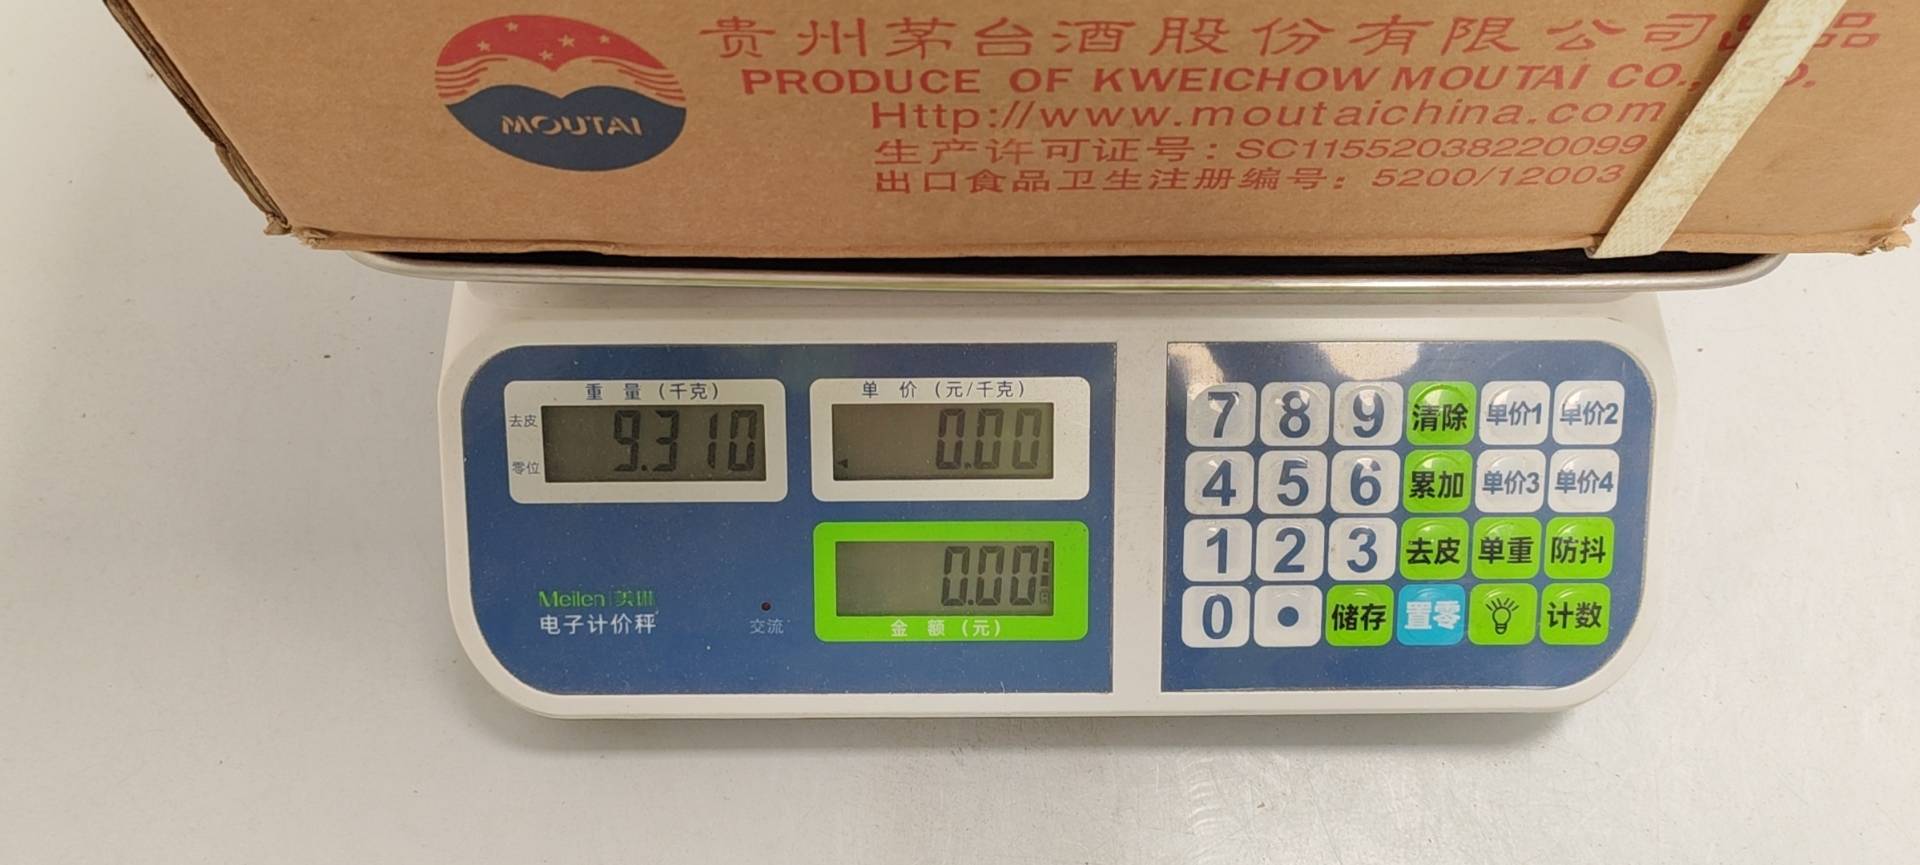 贵州茅台酒股份有限公司出品
MOUTAI
PRODUCE OF KWEICHOW MOUTAI CO., LTD.
Http://www.moutaichina.com
生产许可证号：SC11552038220099
出口食品卫生注册编号：5200/12003
重量(千克)
去皮
零位
9.310
单价(元/千克)
0.00
0.00
金额(元)
Meilen 美琳
电子计价秤
交流
7 8 9 清除 单价1 单价2
4 5 6 累加 单价3 单价4
1 2 3 去皮 单重 防抖
0 • 储存 置零 计数